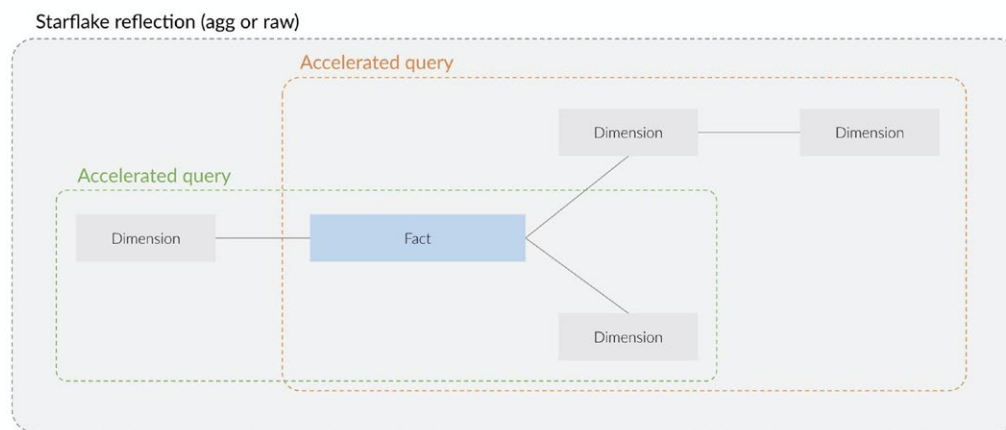 Starflake reflection (agg or raw)
Accelerated query
Dimension
Dimension
Accelerated query
Dimension
Fact
Dimension